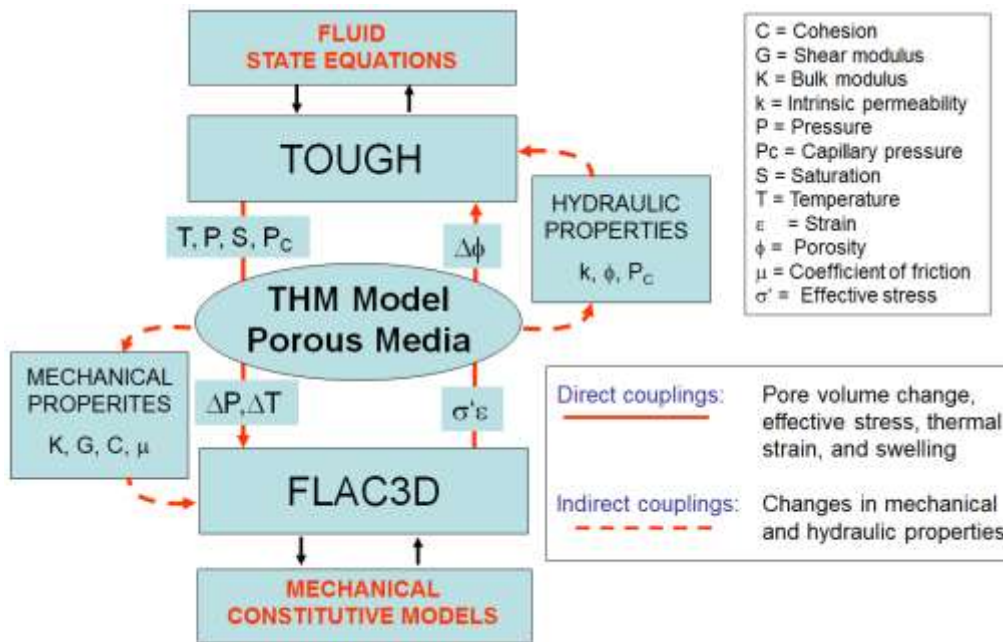 FLUID
STATE EQUATIONS
TOUGH
T, P, S, PC
Δϕ
HYDRAULIC
PROPERTIES
k, ϕ, PC
THM Model
Porous Media
MECHANICAL
PROPERITES
K, G, C, μ
ΔP,ΔT
σ'ε
FLAC3D
MECHANICAL
CONSTITUTIVE MODELS
C = Cohesion
G = Shear modulus
K = Bulk modulus
k = Intrinsic permeability
P = Pressure
Pc = Capillary pressure
S = Saturation
T = Temperature
ε = Strain
ϕ = Porosity
μ = Coefficient of friction
σ' = Effective stress
Direct couplings: Pore volume change,
effective stress, thermal
strain, and swelling
Indirect couplings: Changes in mechanical
and hydraulic properties